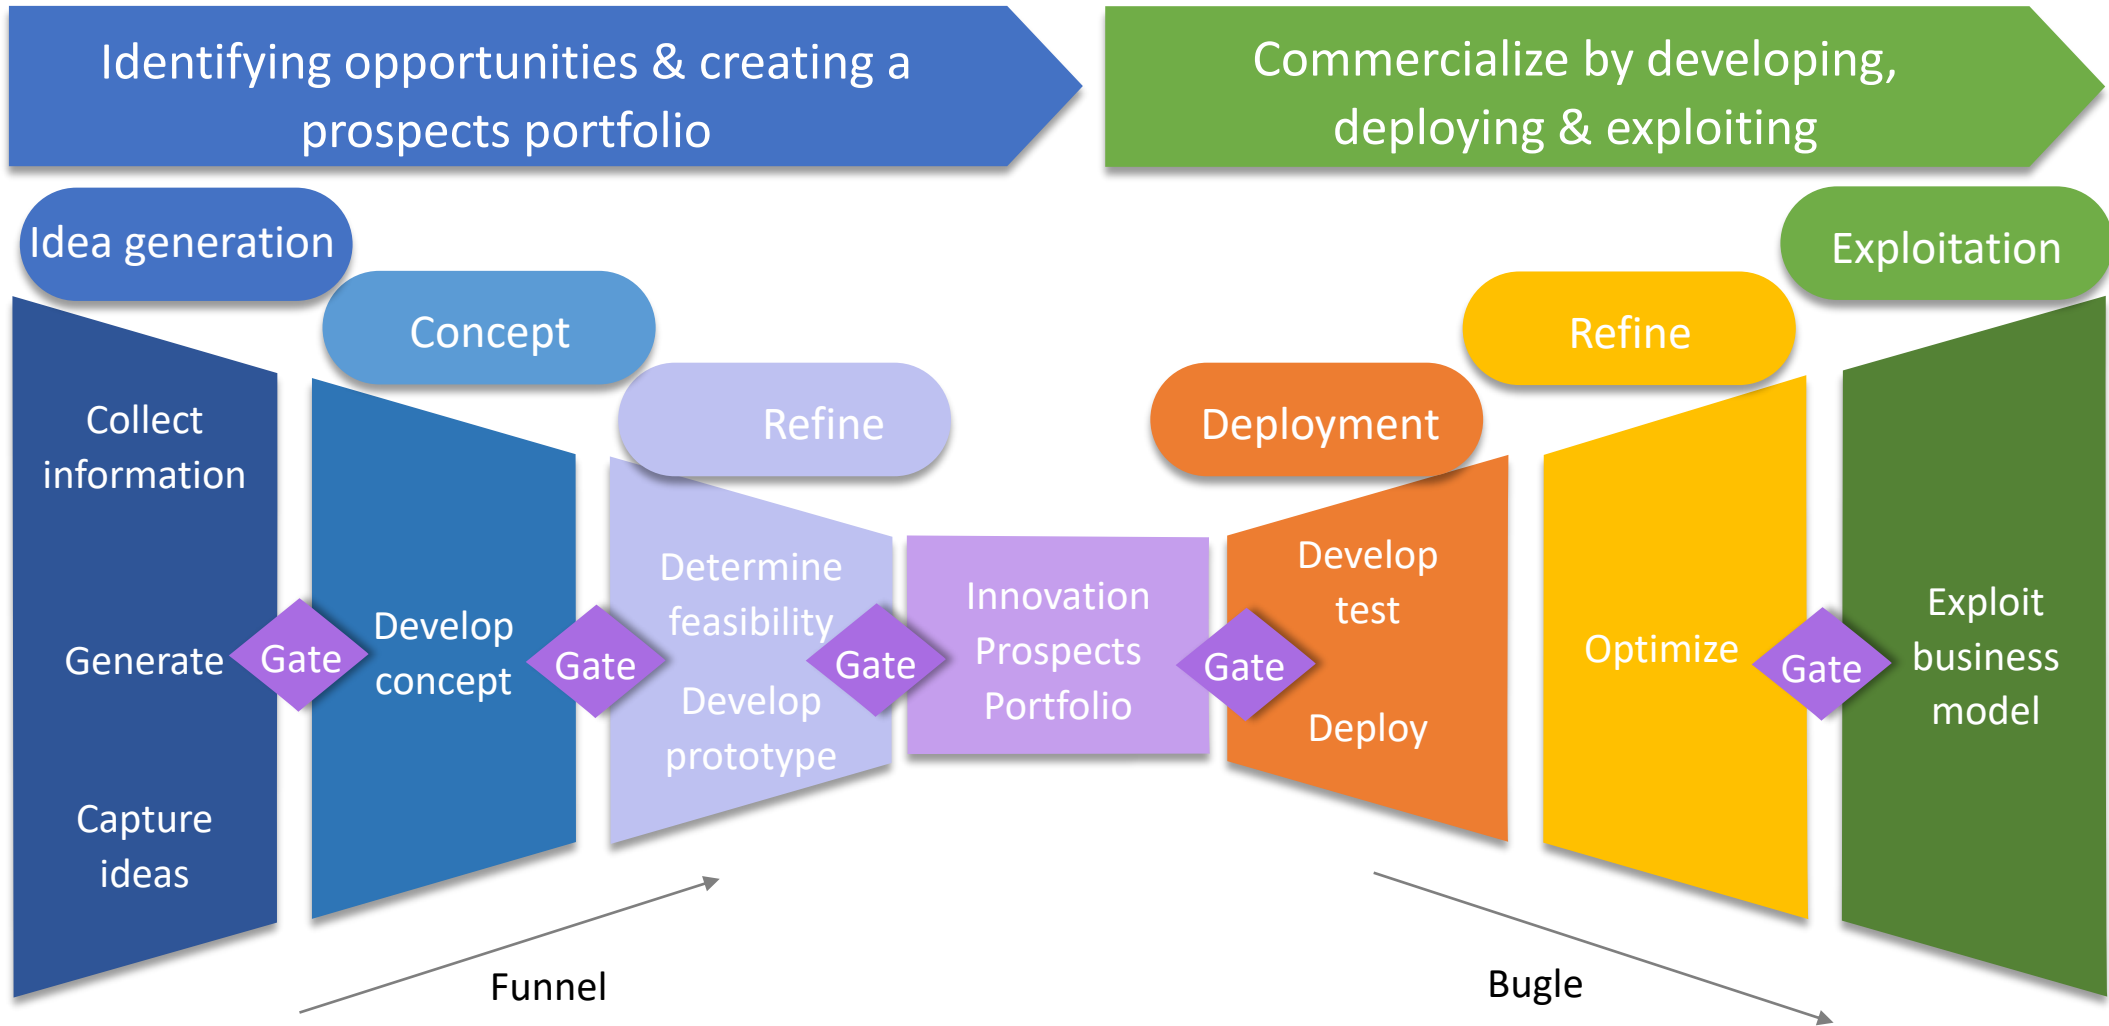 Identifying opportunities & creating a
prospects portfolio
Commercialize by developing,
deploying & exploiting
Idea generation
Concept
Refine
Deployment
Refine
Exploitation
Collect
information
Generate
Capture
ideas
Gate
Develop
concept
Gate
Determine
feasibility
Develop
prototype
Gate
Innovation
Prospects
Portfolio
Gate
Develop
test
Deploy
Optimize
Gate
Exploit
business
model
Funnel
Bugle